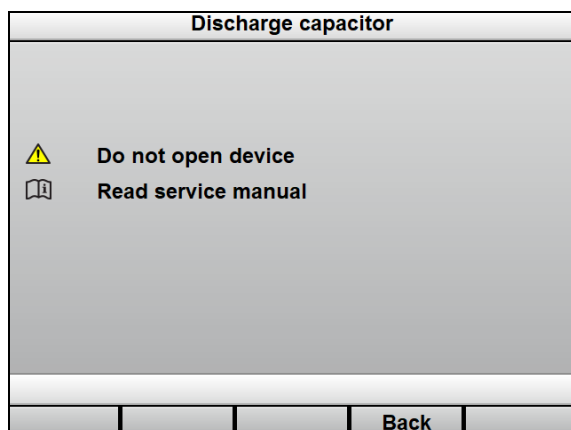 Discharge capacitor
Do not open device
Read service manual
Back